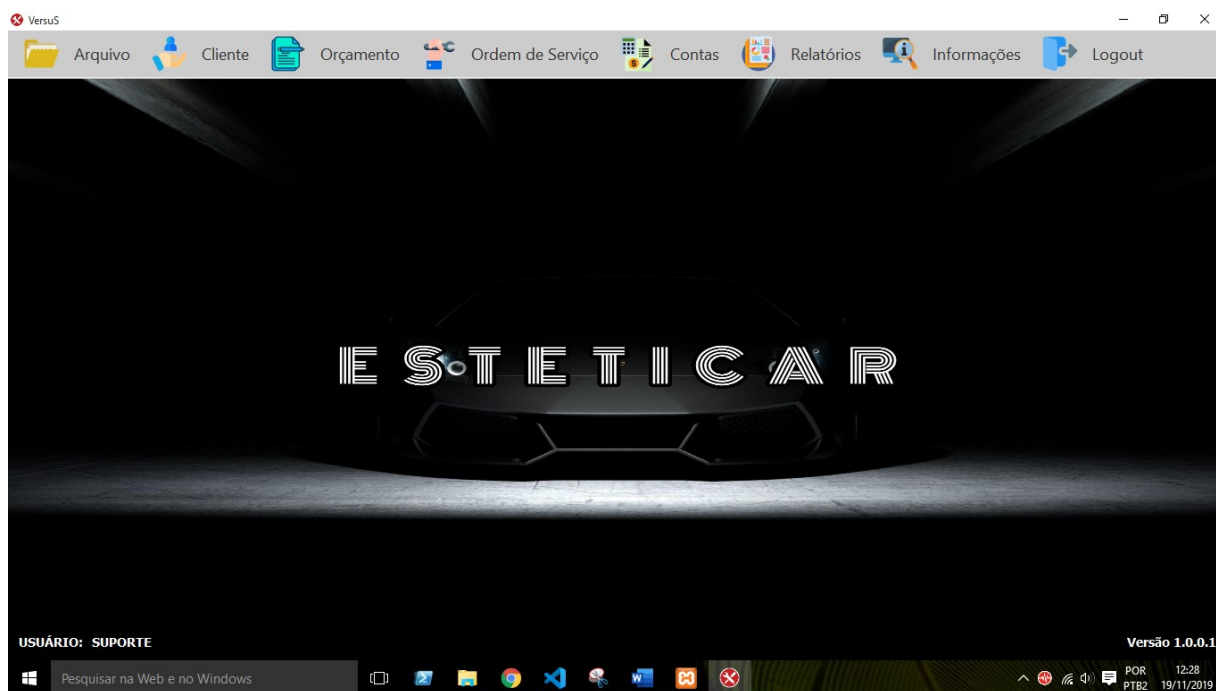 VersuS
Arquivo Cliente Orçamento Ordem de Serviço Contas Relatórios Informações Logout
E S T E T I C A R
USUÁRIO: SUPORTE
Versão 1.0.0.1
Pesquisar na Web e no Windows
POR 12:28
PTB2 19/11/2019